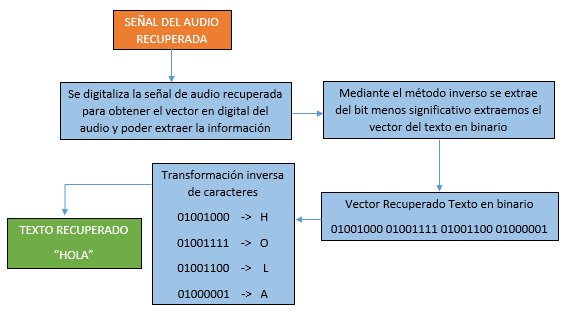 SEÑAL DEL AUDIO
RECUPERADA
Se digitaliza la señal de audio recuperada
para obtener el vector en digital del
audio y poder extraer la información
Mediante el método inverso se extrae
del bit menos significativo extraemos el
vector del texto en binario
Vector Recuperado Texto en binario
01001000 01001111 01001100 01000001
Transformación inversa
de caracteres
01001000 -> H
01001111 -> O
01001100 -> L
01000001 -> A
TEXTO RECUPERADO
“HOLA”